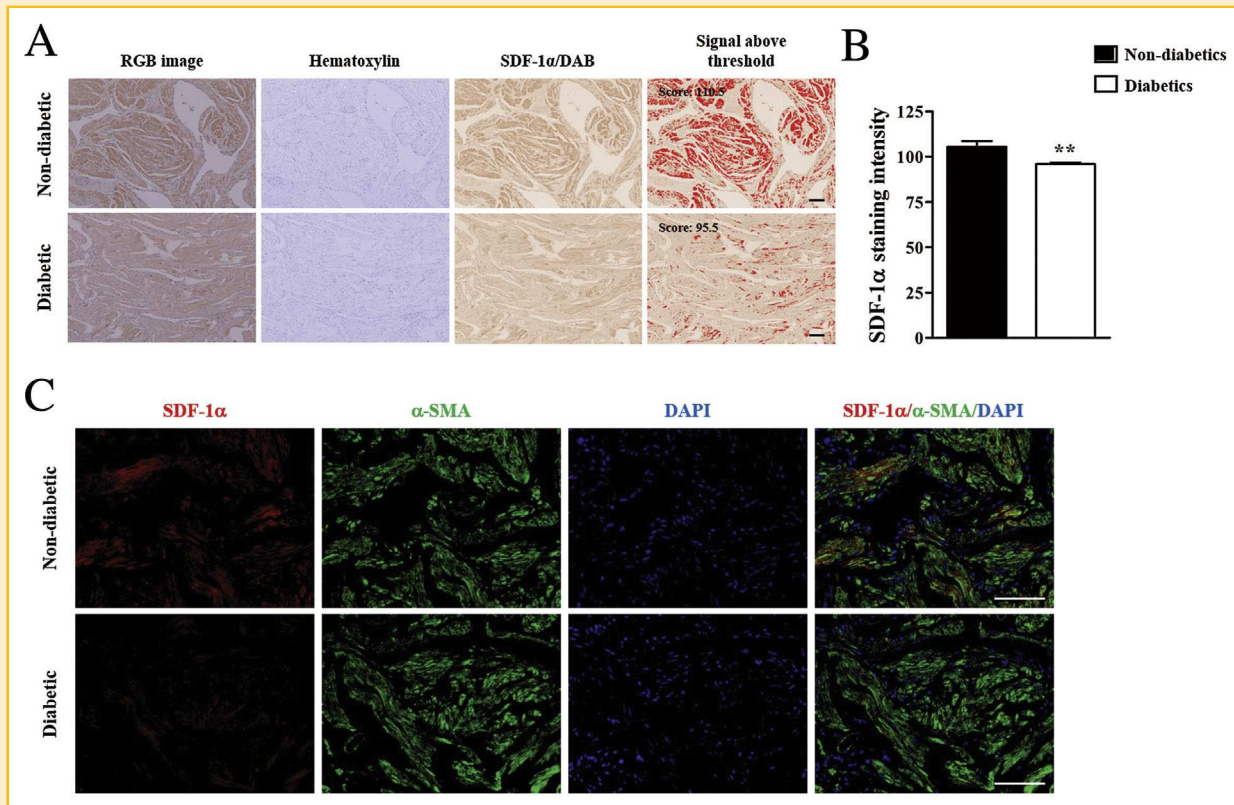 A
RGB image
Hematoxylin
SDF-1α/DAB
Signal above
threshold
Non-diabetic
Score: 110.5
Diabetic
Score: 95.5
B
Non-diabetics
Diabetics
SDF-1α staining intensity
125
100
75
50
25
0
**
C
SDF-1α
α-SMA
DAPI
SDF-1α/α-SMA/DAPI
Non-diabetic
Diabetic